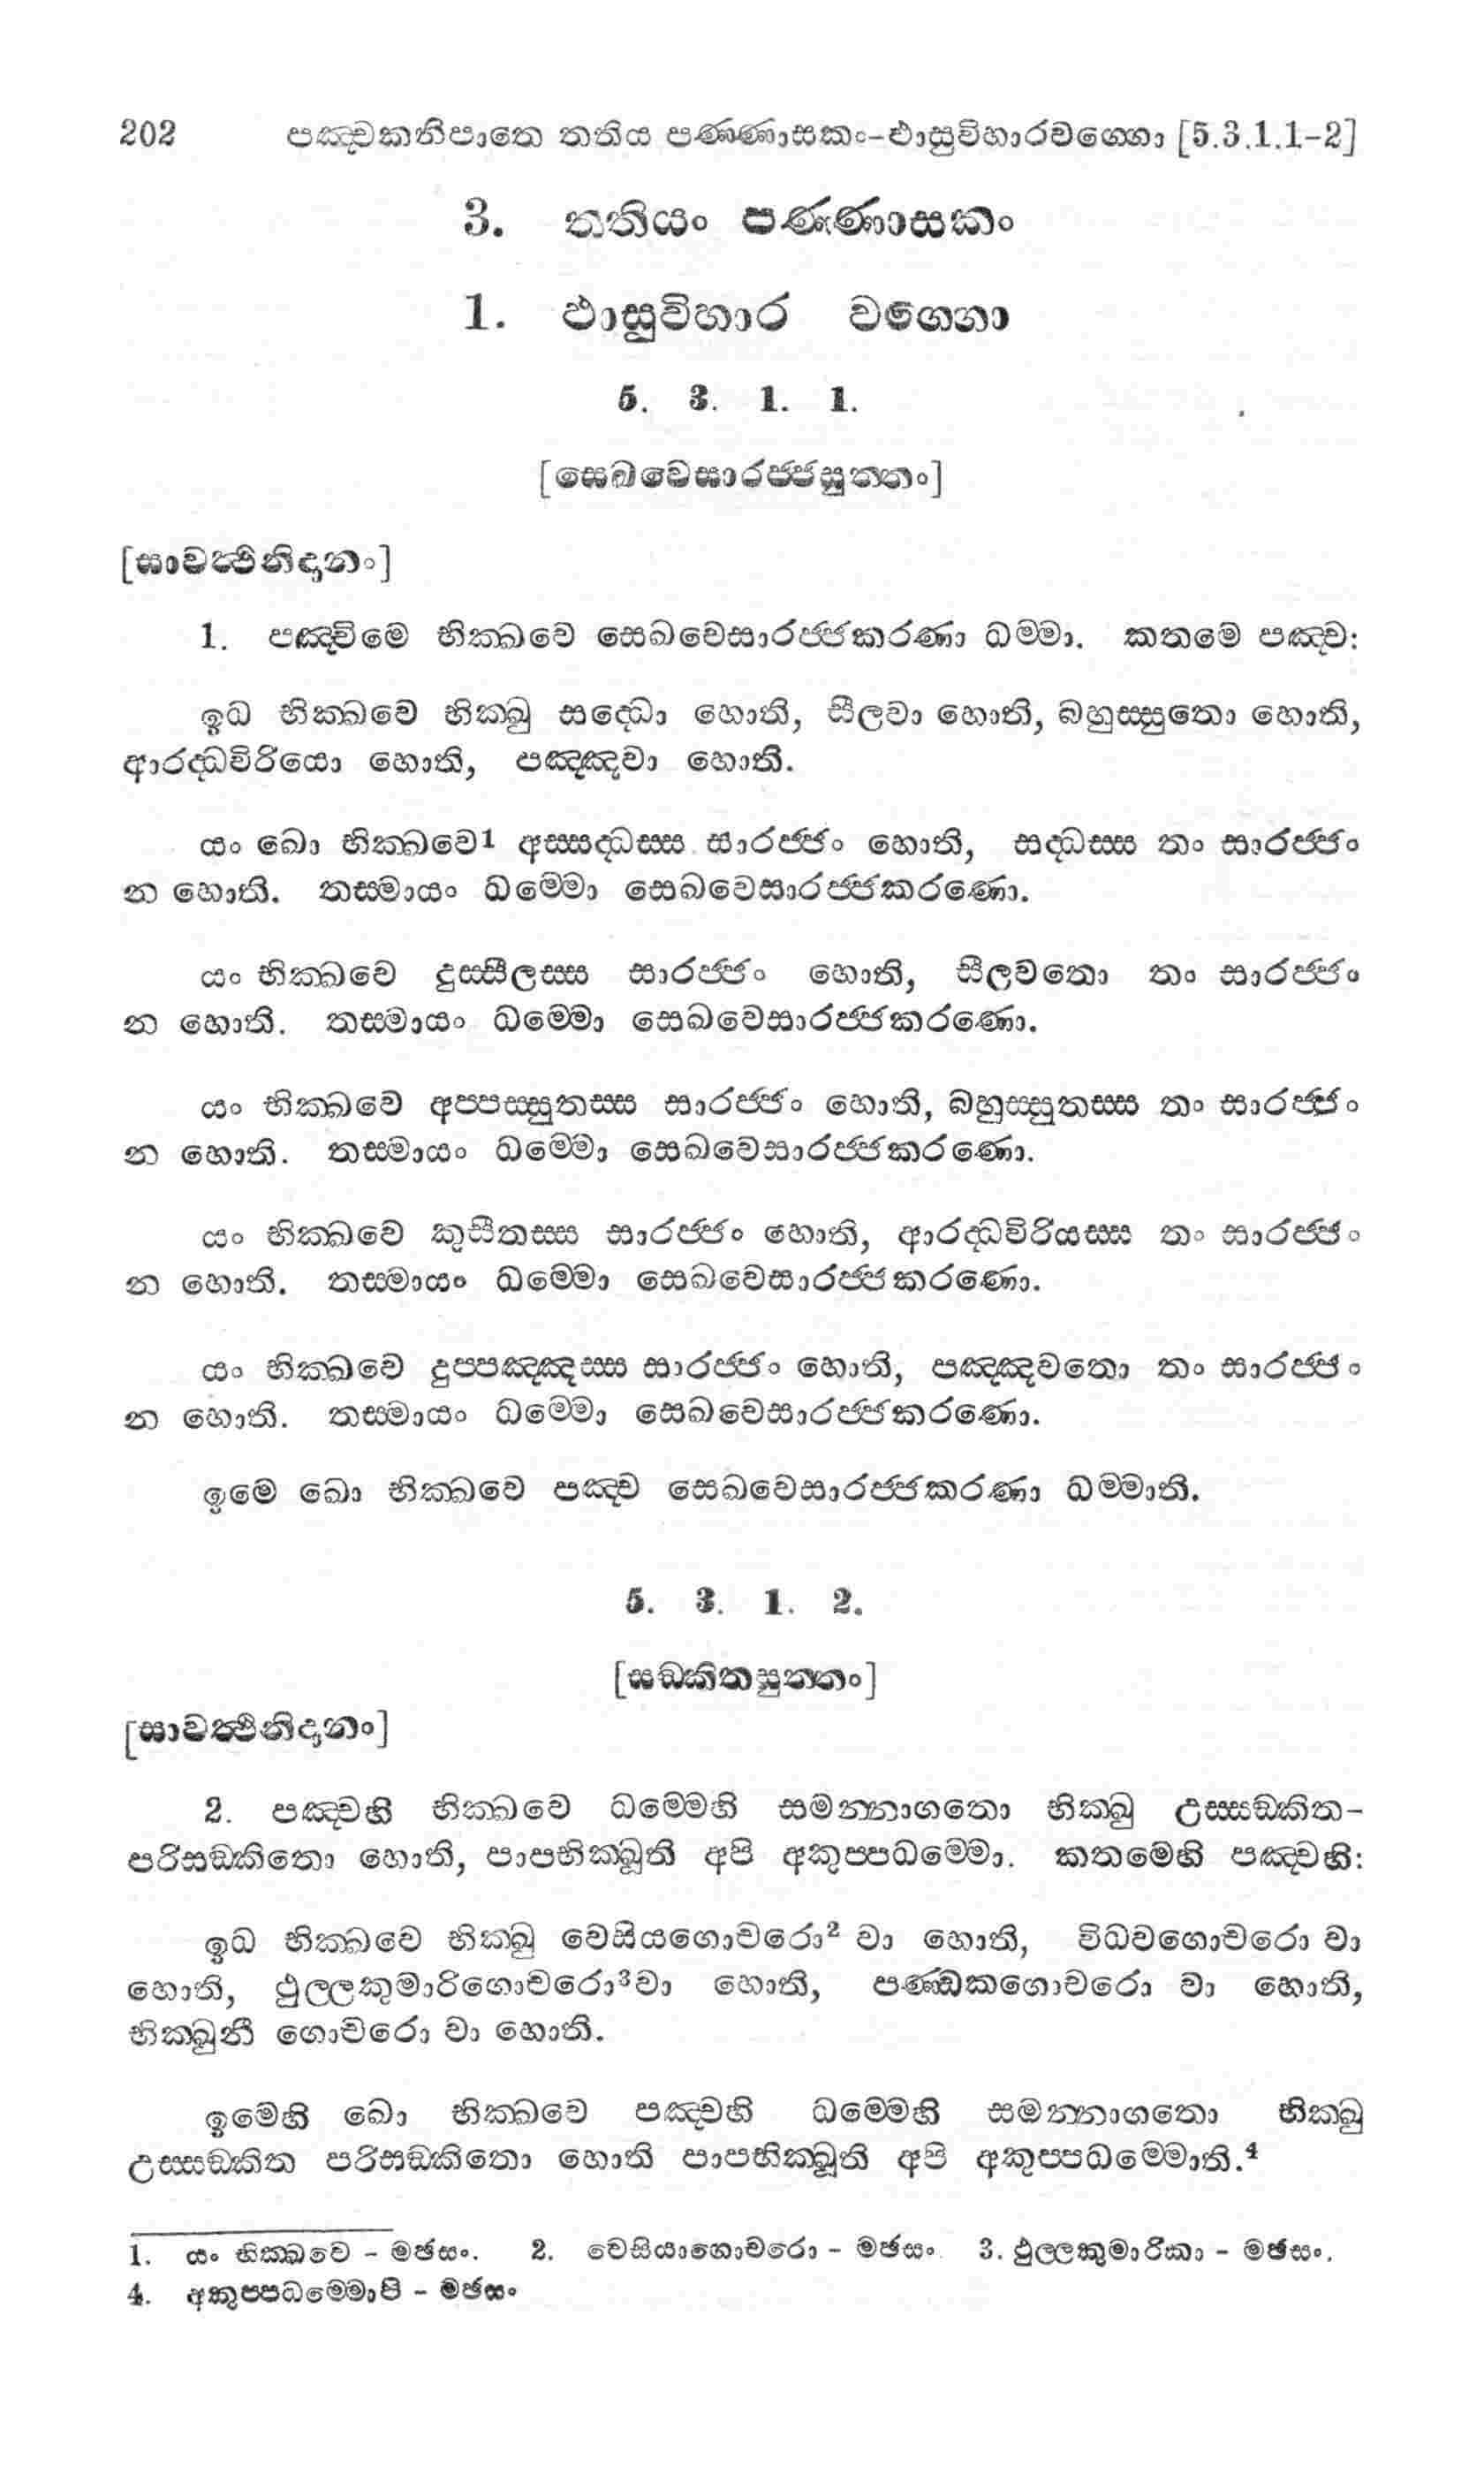 202 පඤ්චකනිපාතෙ තතිය පණ්ණාසකං-ඵාසුවිහාරවග්ගො [5.3.1.1-2]
3. තතියං පණ්ණාසකං
1. ඵාසුවිහාර වග්ගො
5. 3. 1. 1.
[සෙඛවෙසාරජ්ජසුත්තං]
[සාවත්ථිනිදානං]
1. පඤ්චිමෙ භික්ඛවෙ සෙඛවෙසාරජ්ජකරණා ධම්මා. කතමෙ පඤ්ච:
ඉධ භික්ඛවෙ භික්ඛු සද්ධො හොති, සීලවා හොති, බහුස්සුතො හොති,
ආරද්ධවිරියො හොති, පඤ්ඤවා හොති.
යං ඛො භික්ඛවෙ1 අස්සද්ධස්ස සාරජ්ජං හොති, සද්ධස්ස තං සාරජ්ජං
න හොති. තස්මායං ධම්මො සෙඛවෙසාරජ්ජකරණො.
යං භික්ඛවෙ දුස්සීලස්ස සාරජ්ජං හොති, සීලවතො තං සාරජ්ජං
න හොති. තස්මායං ධම්මො සෙඛවෙසාරජ්ජකරණො.
යං භික්ඛවෙ අප්පස්සුතස්ස සාරජ්ජං හොති, බහුස්සුතස්ස තං සාරජ්ජං
න හොති. තස්මායං ධම්මො සෙඛවෙසාරජ්ජකරණො.
යං භික්ඛවෙ කුසීතස්ස සාරජ්ජං හොති, ආරද්ධවිරියස්ස තං සාරජ්ජං
න හොති. තස්මායං ධම්මො සෙඛවෙසාරජ්ජකරණො.
යං භික්ඛවෙ දුප්පඤ්ඤස්ස සාරජ්ජං හොති, පඤ්ඤවතො තං සාරජ්ජං
න හොති. තස්මායං ධම්මො සෙඛවෙසාරජ්ජකරණො.
ඉමෙ ඛො භික්ඛවෙ පඤ්ච සෙඛවෙසාරජ්ජකරණා ධම්මාති.
5. 3. 1. 2.
[සඞ්කිතසුත්තං]
[සාවත්ථිනිදානං]
2. පඤ්චහි භික්ඛවෙ ධම්මෙහි සමන්නාගතො භික්ඛු උස්සඞ්කිත-
පරිසඞ්කිතො හොති, පාපභික්ඛූති අපි අකුප්පධම්මො. කතමෙහි පඤ්චහි:
ඉධ භික්ඛවෙ භික්ඛු වෙසියගොචරො² වා හොති, විධවගොචරො වා
හොති, ථුල්ලකුමාරිගොචරො³වා හොති, පණ්ඩකගොචරො වා හොති,
භික්ඛුනී ගොචරො වා හොති.
ඉමෙහි ඛො භික්ඛවෙ පඤ්චහි ධම්මෙහි සමන්නාගතො භික්ඛු
උස්සඞ්කිත පරිසඞ්කිතො හොති පාපභික්ඛූති අපි අකුප්පධම්මොති.⁴
1. යං භික්ඛවෙ - මඡසං. 2. වෙසියාගොචරො - මඡසං. 3. ථුල්ලකුමාරිකා - මඡසං.
4. අකුප්පධම්මොපි - මඡසං